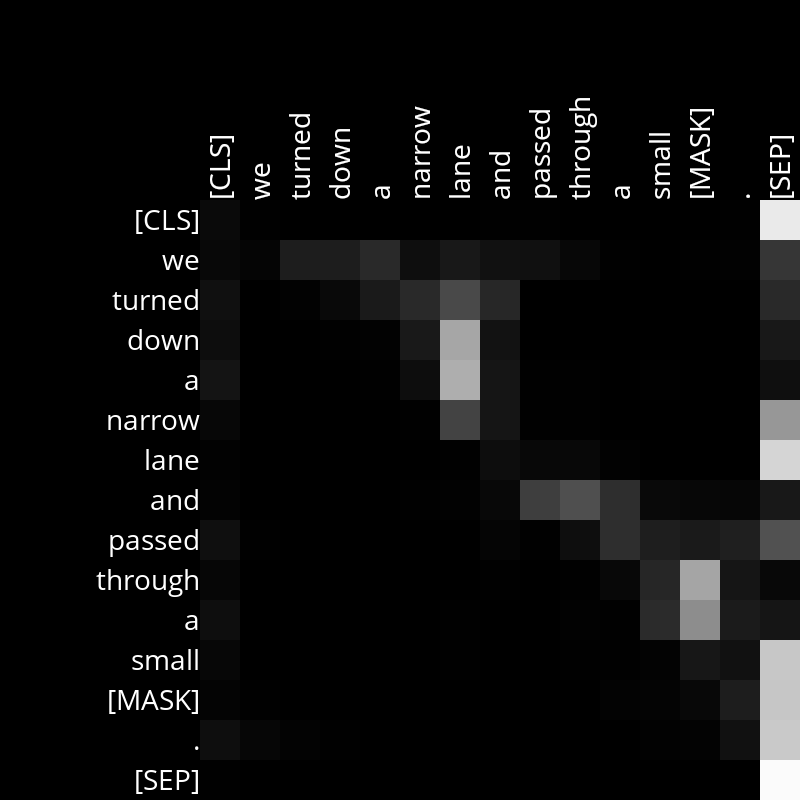 [CLS] we turned down a narrow lane and passed through a small [MASK] . [SEP]
[CLS]
we
turned
down
a
narrow
lane
and
passed
through
a
small
[MASK]
.
[SEP]